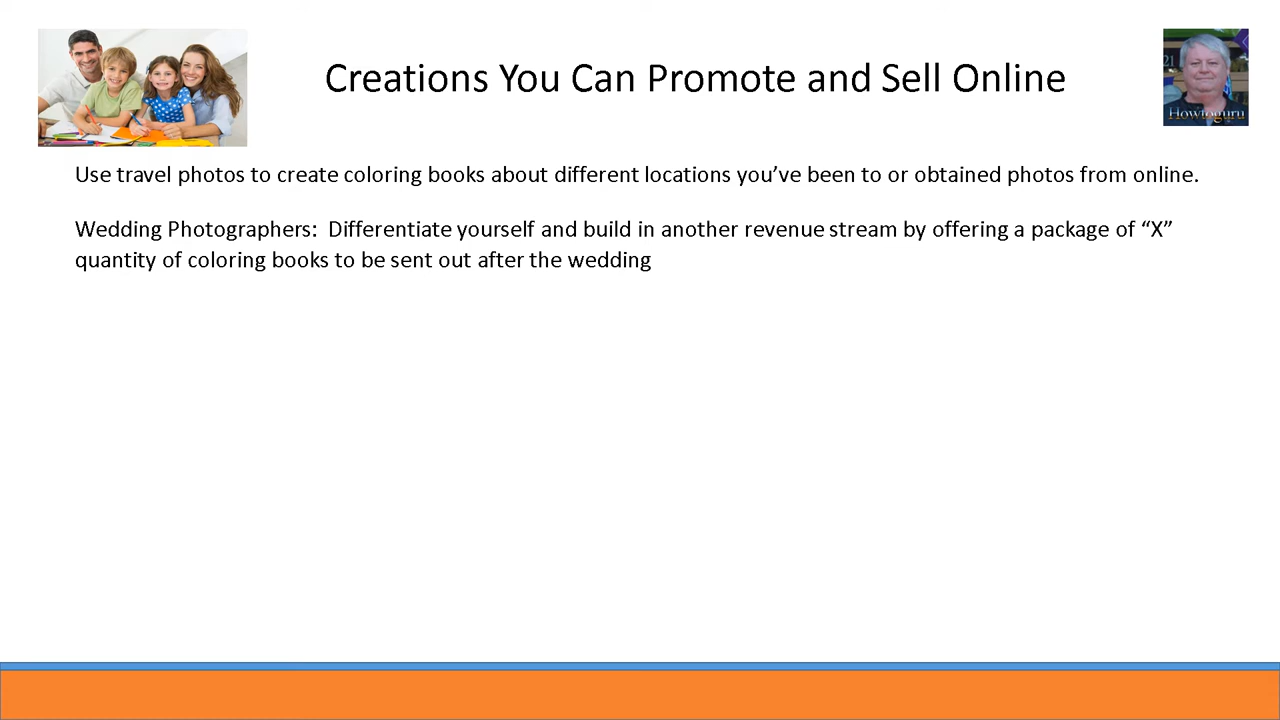 Creations You Can Promote and Sell Online
21
Howtoguru
Use travel photos to create coloring books about different locations you’ve been to or obtained photos from online.
Wedding Photographers:  Differentiate yourself and build in another revenue stream by offering a package of “X”
quantity of coloring books to be sent out after the wedding